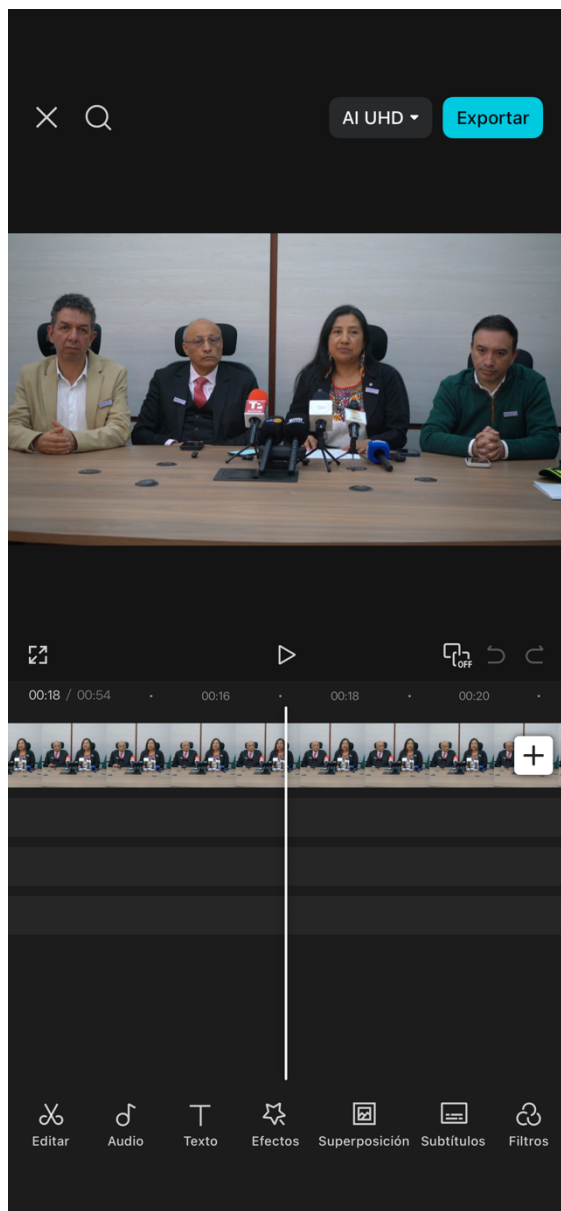 AI UHD
Exportar
00:18 / 00:54
00:16
00:18
00:20
OFF
Editar
Audio
Texto
Efectos
Superposición
Subtítulos
Filtros